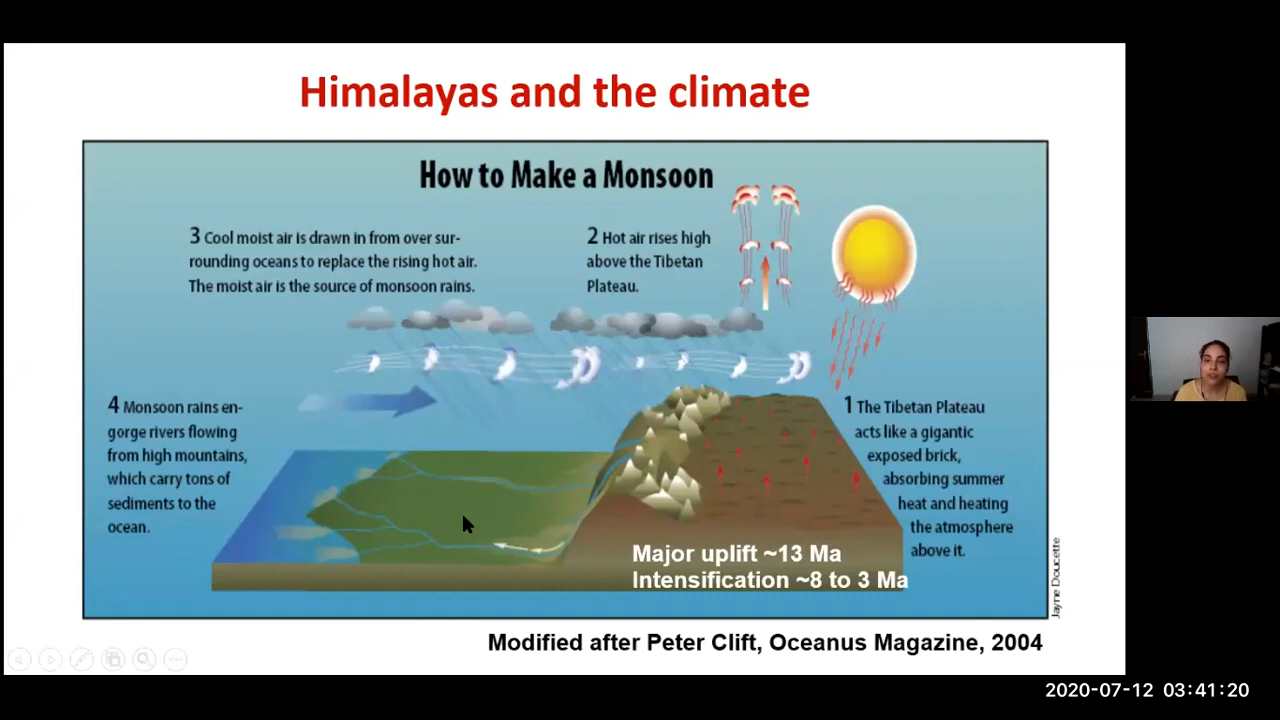 Himalayas and the climate
How to Make a Monsoon
3 Cool moist air is drawn in from over sur-
rounding oceans to replace the rising hot air.
The moist air is the source of monsoon rains.
2 Hot air rises high
above the Tibetan
Plateau.
4 Monsoon rains en-
gorge rivers flowing
from high mountains,
which carry tons of
sediments to the
ocean.
1 The Tibetan Plateau
acts like a gigantic
exposed brick,
absorbing summer
heat and heating
the atmosphere
above it.
Major uplift ~13 Ma
Intensification ~8 to 3 Ma
Jayne Doucette
Modified after Peter Clift, Oceanus Magazine, 2004
2020-07-12 03:41:20